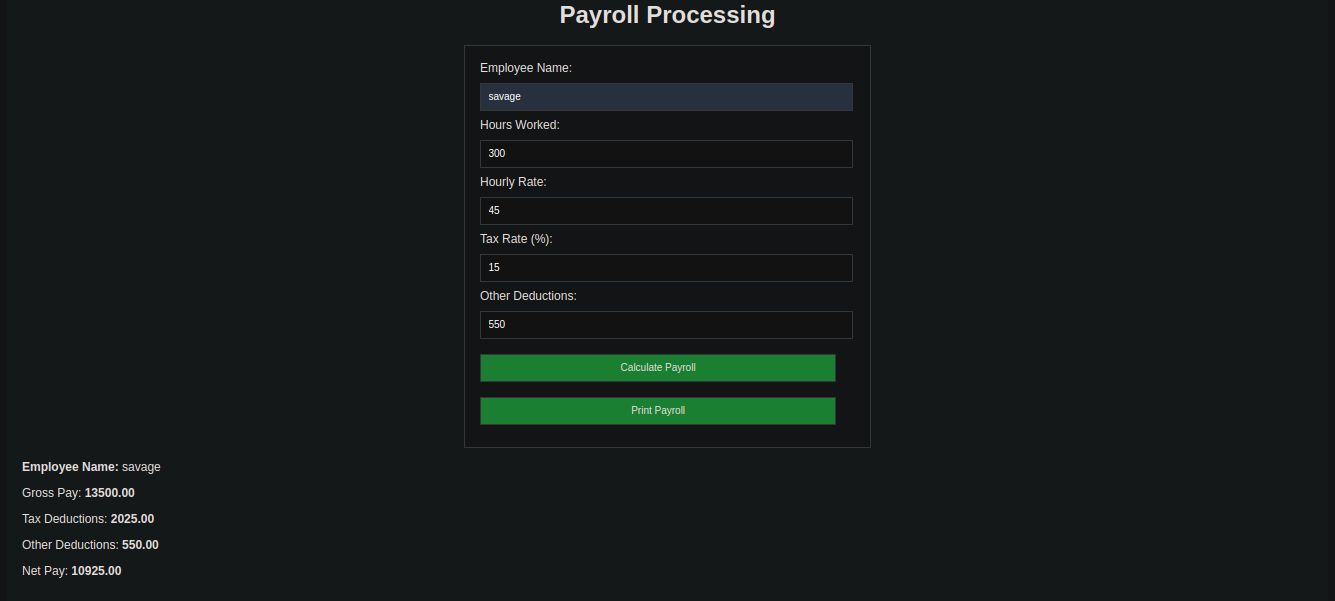 Payroll Processing
Employee Name:
savage
Hours Worked:
300
Hourly Rate:
45
Tax Rate (%):
15
Other Deductions:
550
Calculate Payroll
Print Payroll
Employee Name: savage
Gross Pay: 13500.00
Tax Deductions: 2025.00
Other Deductions: 550.00
Net Pay: 10925.00